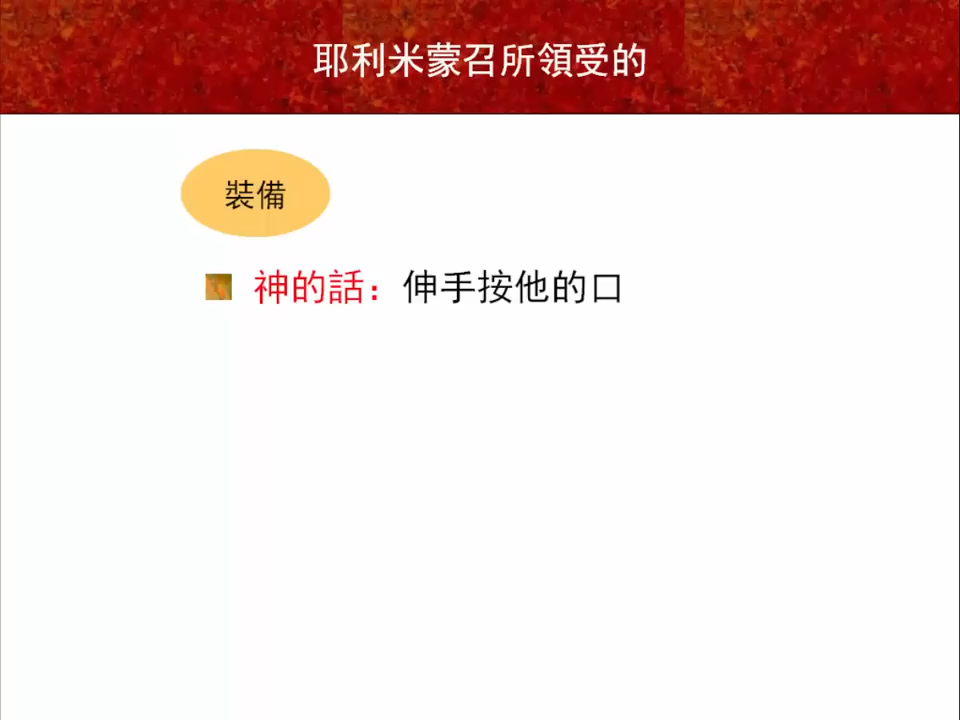 耶利米蒙召所領受的
裝備
神的話：伸手按他的口